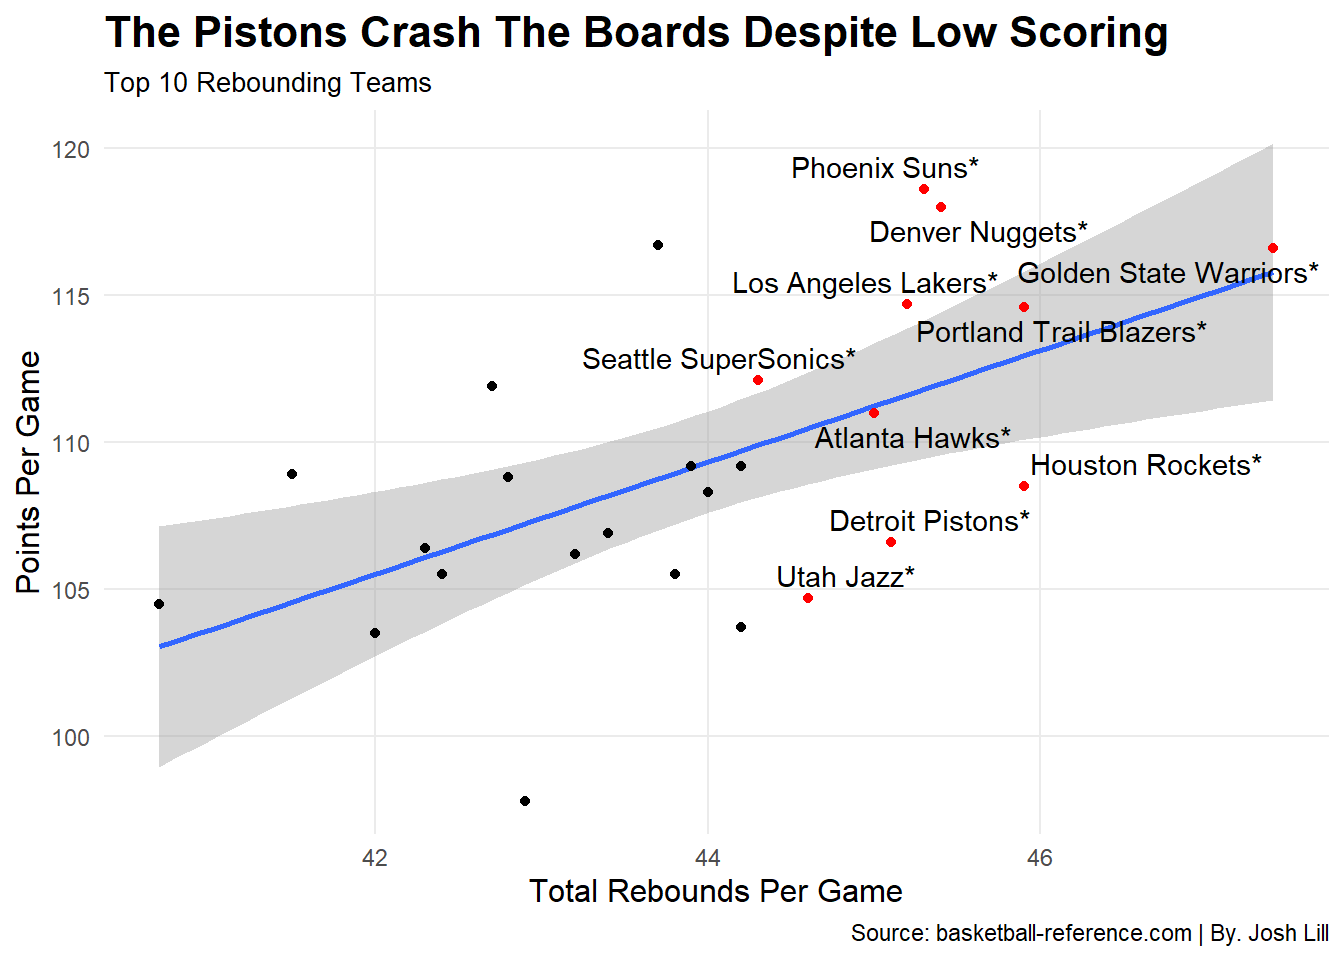 The Pistons Crash The Boards Despite Low Scoring
Top 10 Rebounding Teams
120
Phoenix Suns*
Denver Nuggets*
Golden State Warriors*
Los Angeles Lakers*
115
Portland Trail Blazers*
Seattle SuperSonics*
Points Per Game
110
Atlanta Hawks*
Houston Rockets*
Detroit Pistons*
Utah Jazz*
105
100
42
44
46
Total Rebounds Per Game
Source: basketball-reference.com | By. Josh Lill